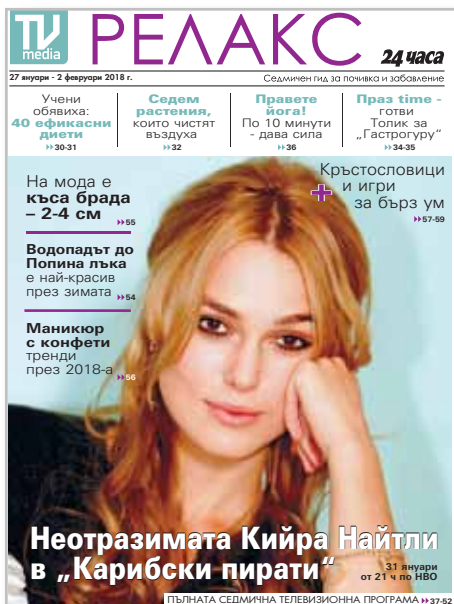 TV
media
РЕЛАКС
24 часа
27 януари - 2 февруари 2018 г.
Седмичен гид за почивка и забавление
Учени
обявиха:
40 ефикасни
диети
30-31
Седем
растения,
които чистят
въздуха
32
Правете
йога!
По 10 минути
- дава сила
36
Праз time -
готви
Толик за
„Гастрогуру“
34-35
На мода е
къса брада
– 2-4 см
55
Водопадът до
Попина лъка
е най-красив
през зимата
54
Маникюр
с конфети
тренди
през 2018-а
56
+
Кръстословици
и игри
за бърз ум
57-59
Неотразимата Кийра Найтли
в „Карибски пирати“
31 януари
от 21 ч по НВО
ПЪЛНАТА СЕДМИЧНА ТЕЛЕВИЗИОННА ПРОГРАМА 37-52